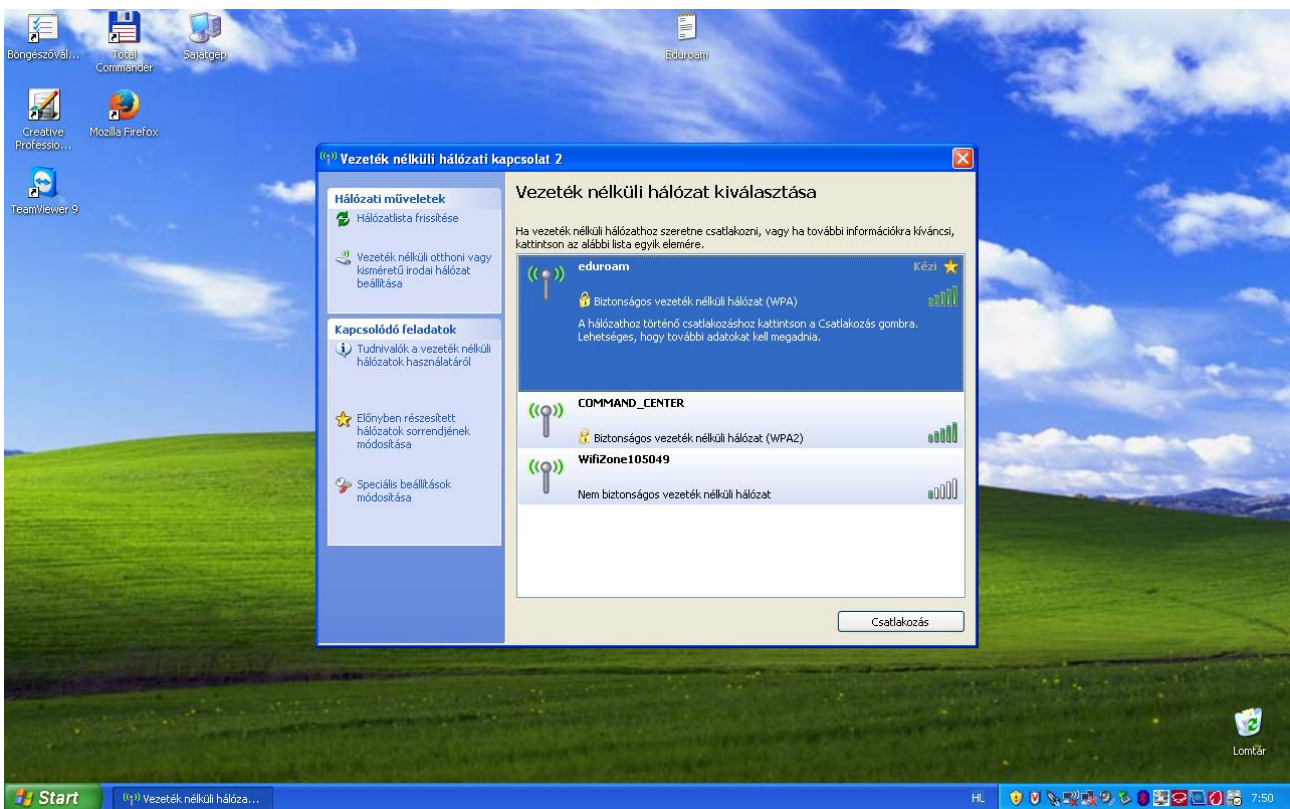 Böngészővál...
Total
Commander
Sajátgép
Eduroam
Creative
Professio...
Mozilla Firefox
TeamViewer 9
Vezeték nélküli hálózati kapcsolat 2
Hálózati műveletek
Hálózatlista frissítése
Vezeték nélküli otthoni vagy
kisméretű irodai hálózat
beállítása
Kapcsolódó feladatok
Tudnivalók a vezeték nélküli
hálózatok használatáról
Előnyben részesített
hálózatok sorrendjének
módosítása
Speciális beállítások
módosítása
Vezeték nélküli hálózat kiválasztása
Ha vezeték nélküli hálózathoz szeretne csatlakozni, vagy ha további információkra kíváncsi,
kattintson az alábbi lista egyik elemére.
eduroam
Kézi
Biztonságos vezeték nélküli hálózat (WPA)
A hálózathoz történő csatlakozáshoz kattintson a Csatlakozás gombra.
Lehetséges, hogy további adatokat kell megadnia.
COMMAND_CENTER
Biztonságos vezeték nélküli hálózat (WPA2)
WifiZone105049
Nem biztonságos vezeték nélküli hálózat
Csatlakozás
Lomtár
Start
Vezeték nélküli hálóza...
HL
7:50